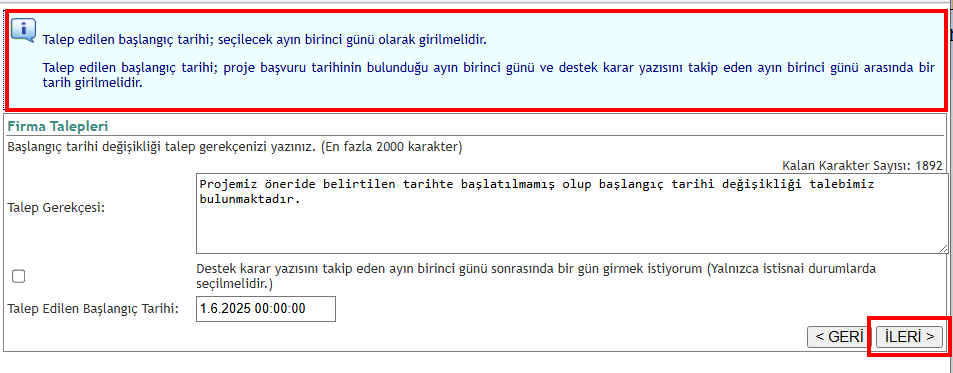 Talep edilen başlangıç tarihi; seçilecek ayın birinci günü olarak girilmelidir.
Talep edilen başlangıç tarihi; proje başvuru tarihinin bulunduğu ayın birinci günü ve destek karar yazısını takip eden ayın birinci günü arasında bir
tarih girilmelidir.
Firma Talepleri
Başlangıç tarihi değişikliği talep gerekçenizi yazınız. (En fazla 2000 karakter)
Kalan Karakter Sayısı: 1892
Talep Gerekçesi:
Projemiz öneride belirtilen tarihte başlatılmamış olup başlangıç tarihi değişikliği talebimiz
bulunmaktadır.
Destek karar yazısını takip eden ayın birinci günü sonrasında bir gün girmek istiyorum (Yalnızca istisnai durumlarda
seçilmelidir.)
Talep Edilen Başlangıç Tarihi: 1.6.2025 00:00:00
< GERİ İLERİ >